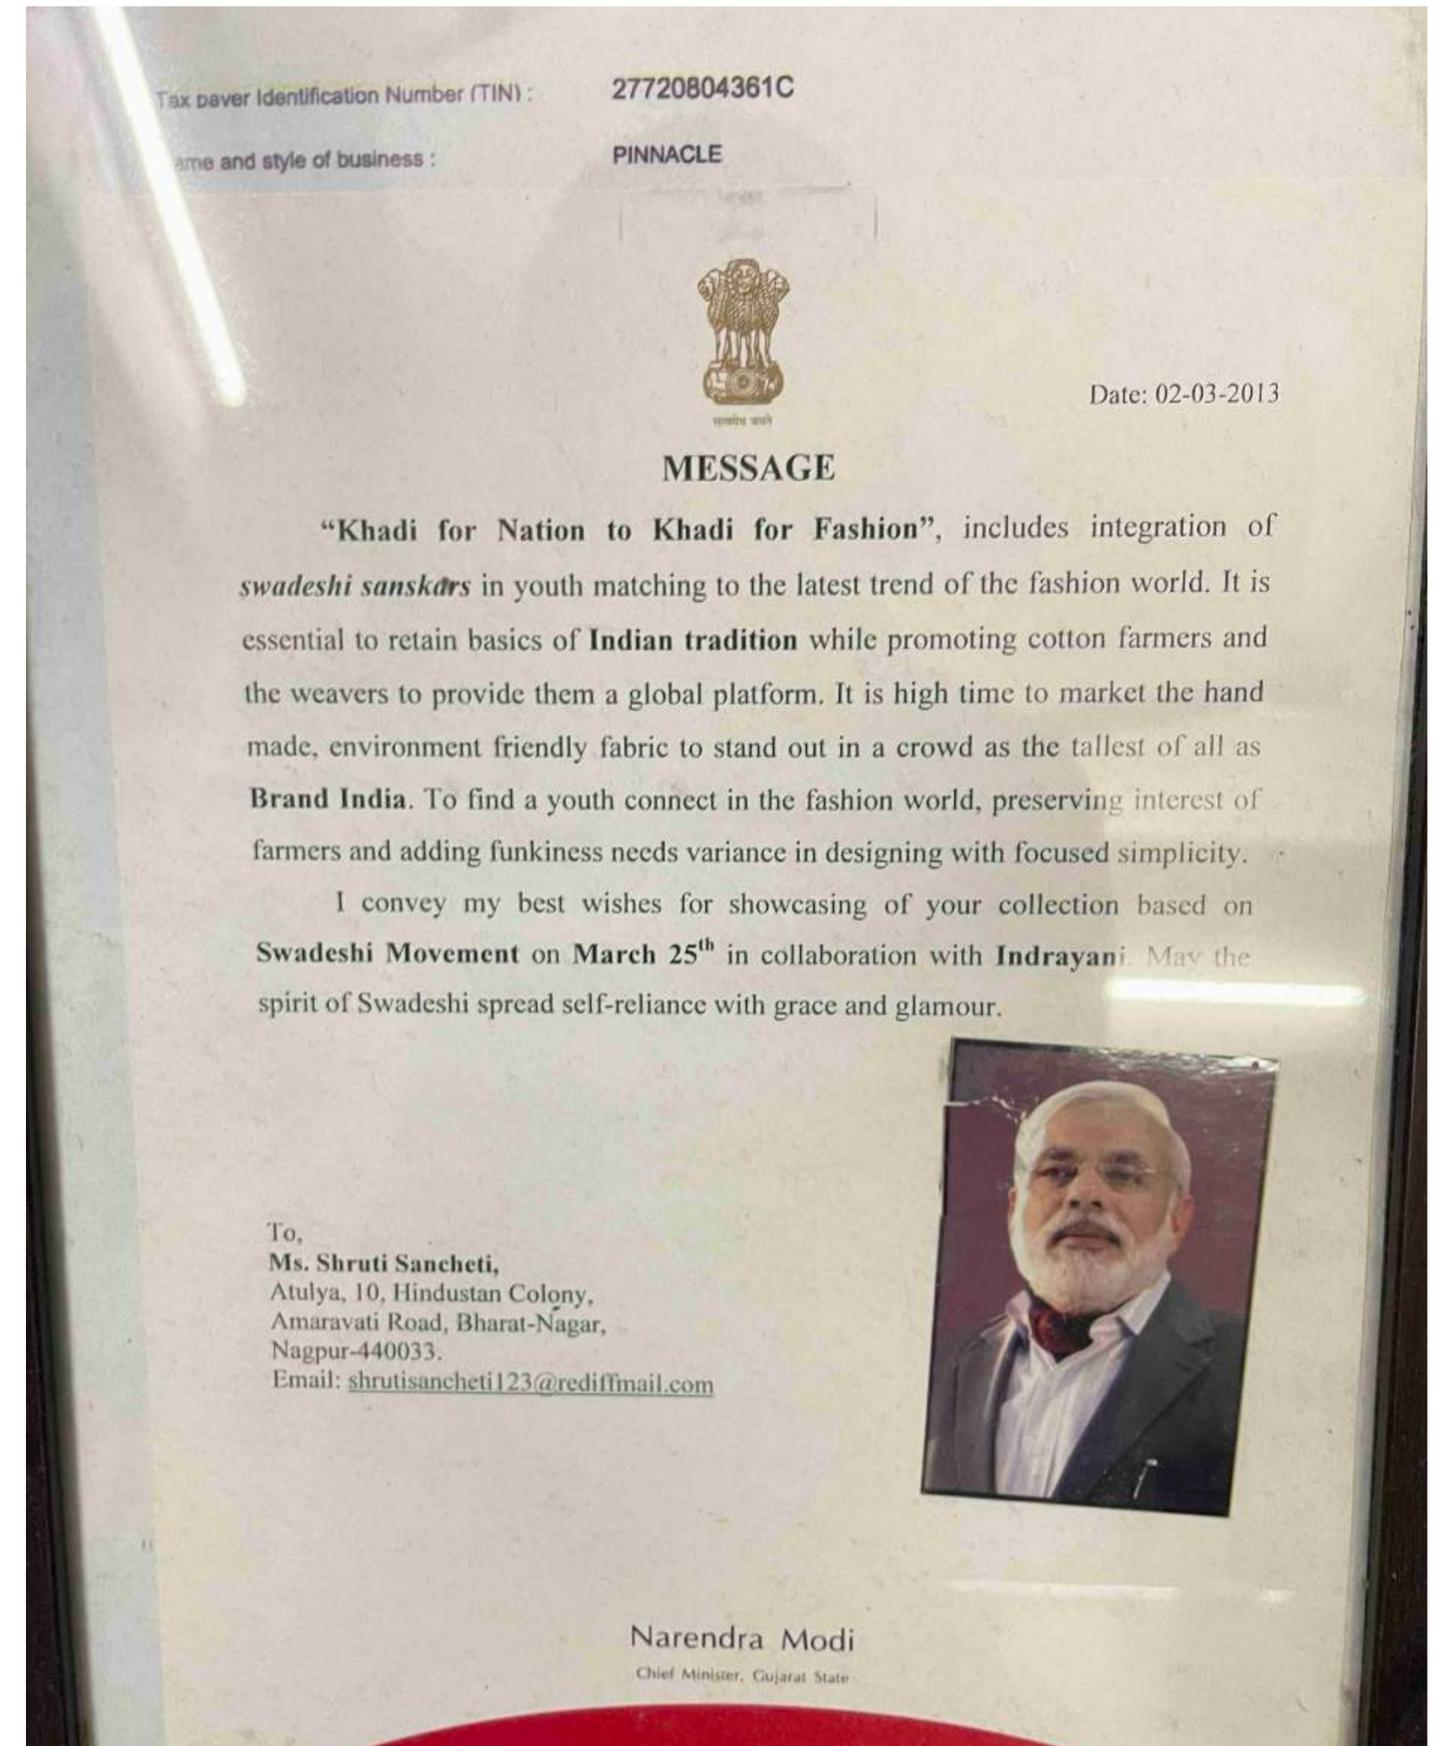 Tax payer Identification Number (TIN) : 27720804361C
ame and style of business : PINNACLE
सत्यमेव जयते
Date: 02-03-2013
MESSAGE
“Khadi for Nation to Khadi for Fashion”, includes integration of
swadeshi sanskars in youth matching to the latest trend of the fashion world. It is
essential to retain basics of Indian tradition while promoting cotton farmers and
the weavers to provide them a global platform. It is high time to market the hand
made, environment friendly fabric to stand out in a crowd as the tallest of all as
Brand India. To find a youth connect in the fashion world, preserving interest of
farmers and adding funkiness needs variance in designing with focused simplicity.
I convey my best wishes for showcasing of your collection based on
Swadeshi Movement on March 25th in collaboration with Indrayani. May the
spirit of Swadeshi spread self-reliance with grace and glamour.
To,
Ms. Shruti Sancheti,
Atulya, 10, Hindustan Colony,
Amaravati Road, Bharat-Nagar,
Nagpur-440033.
Email: shrutisancheti123@rediffmail.com
Narendra Modi
Chief Minister, Gujarat State